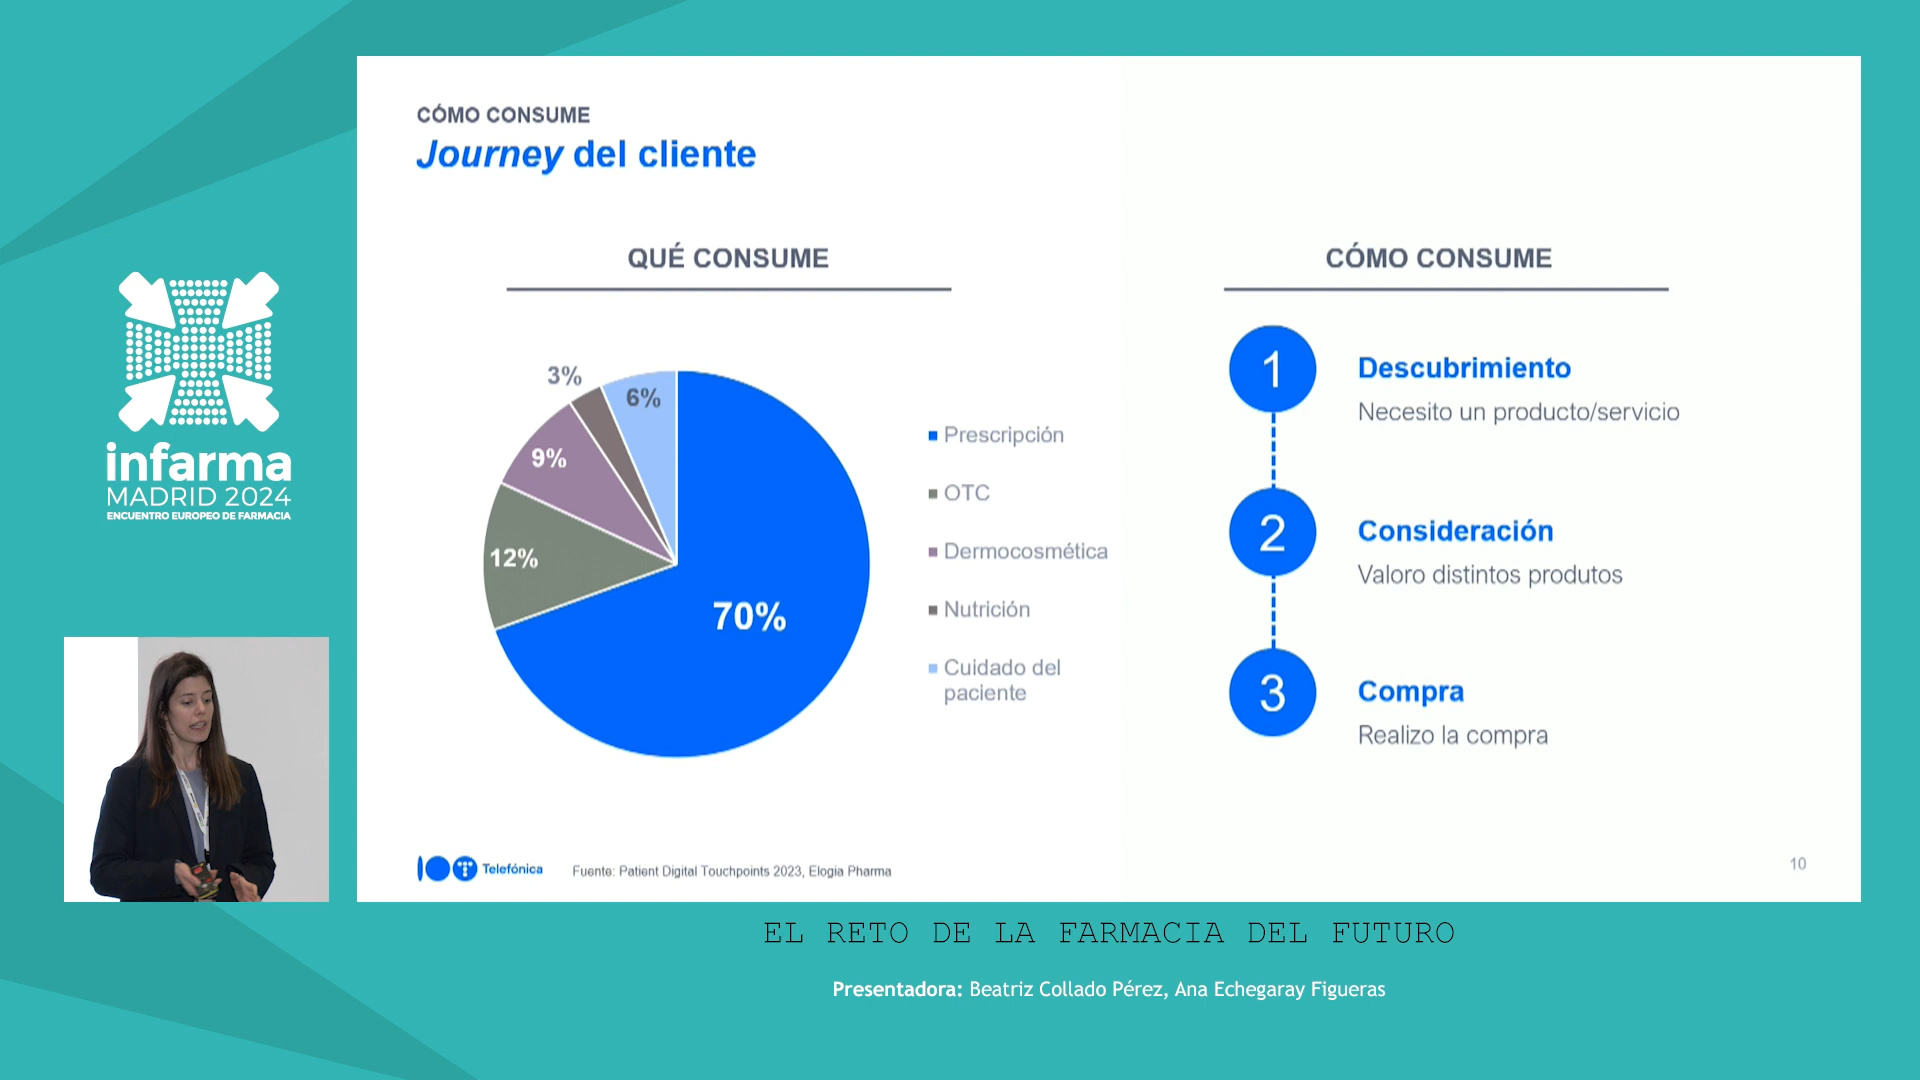 CÓMO CONSUME
Journey del cliente
QUÉ CONSUME
3%
6%
9%
12%
70%
Prescripción
OTC
Dermocosmética
Nutrición
Cuidado del
paciente
CÓMO CONSUME
1
Descubrimiento
Necesito un producto/servicio
2
Consideración
Valoro distintos produtos
3
Compra
Realizo la compra
Telefónica
Fuente: Patient Digital Touchpoints 2023, Elogia Pharma
10
infarma
MADRID 2024
ENCUENTRO EUROPEO DE FARMACIA
EL RETO DE LA FARMACIA DEL FUTURO
Presentadora: Beatriz Collado Pérez, Ana Echegaray Figueras